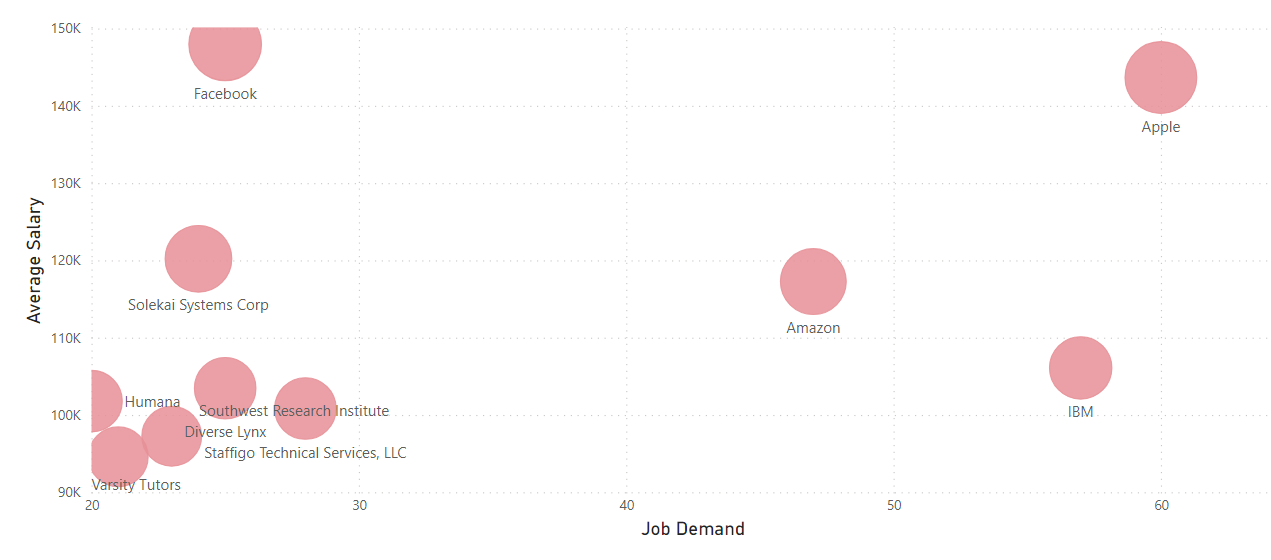 150K
Facebook
140K
Apple
130K
Average Salary
120K
Solekai Systems Corp
Amazon
110K
Humana
Southwest Research Institute
IBM
100K
Diverse Lynx
Staffigo Technical Services, LLC
Varsity Tutors
90K
20
30
40
50
60
Job Demand